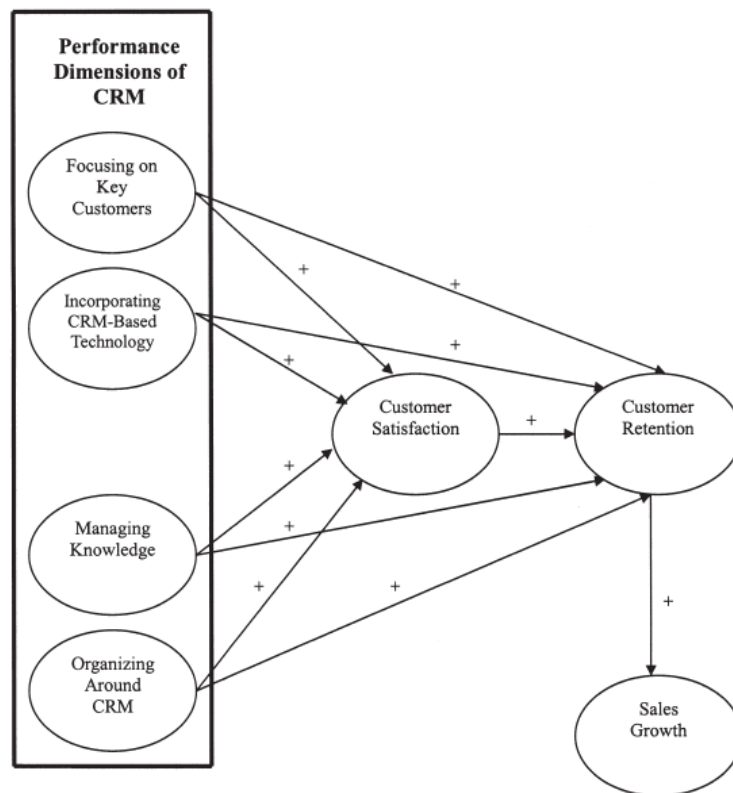 Performance
Dimensions of
CRM
Focusing on
Key
Customers
+
+
Incorporating
CRM-Based
Technology
+
+
Customer
Satisfaction
+
Customer
Retention
+
+
Managing
Knowledge
+
+
+
Organizing
Around
CRM
Sales
Growth